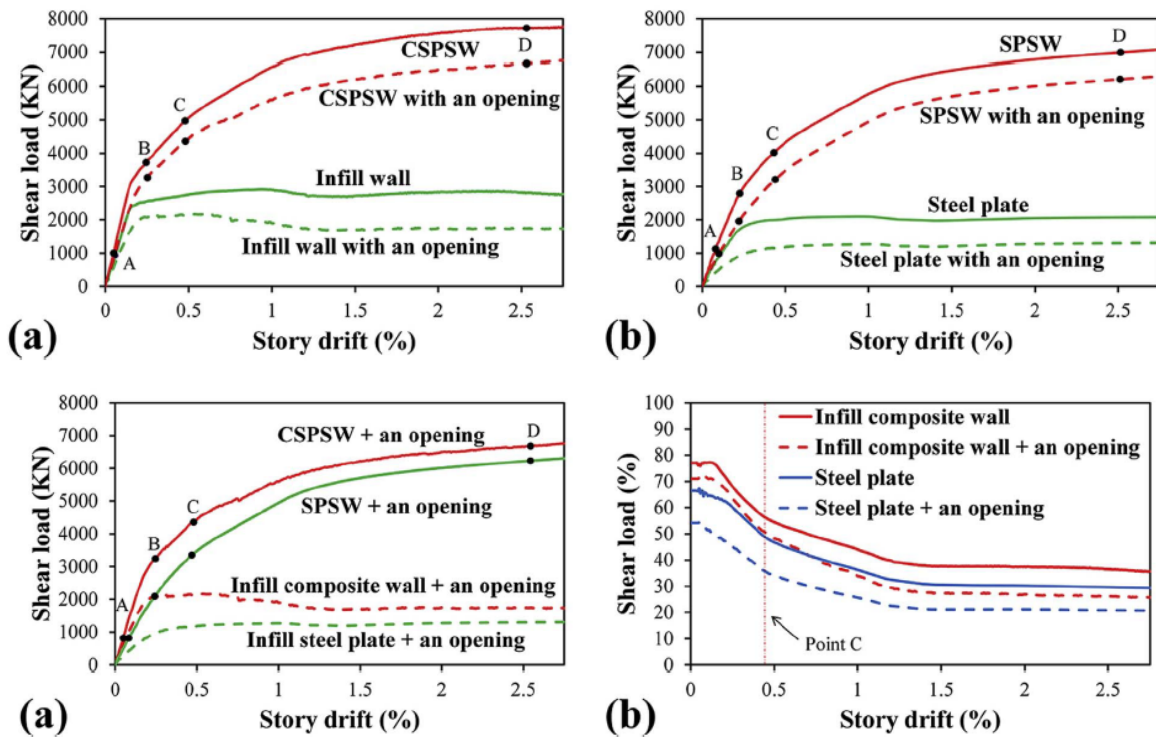 8000
7000
6000
5000
4000
3000
2000
1000
0
Shear load (KN)
A
B
C
D
CSPSW
CSPSW with an opening
Infill wall
Infill wall with an opening
0 0.5 1 1.5 2 2.5
Story drift (%)
(a)
8000
7000
6000
5000
4000
3000
2000
1000
0
Shear load (KN)
A
B
C
D
SPSW
SPSW with an opening
Steel plate
Steel plate with an opening
0 0.5 1 1.5 2 2.5
Story drift (%)
(b)
8000
7000
6000
5000
4000
3000
2000
1000
0
Shear load (KN)
A
B
C
D
CSPSW + an opening
SPSW + an opening
Infill composite wall + an opening
Infill steel plate + an opening
0 0.5 1 1.5 2 2.5
Story drift (%)
(a)
100
90
80
70
60
50
40
30
20
10
0
Shear load (%)
Infill composite wall
Infill composite wall + an opening
Steel plate
Steel plate + an opening
Point C
0 0.5 1 1.5 2 2.5
Story drift (%)
(b)